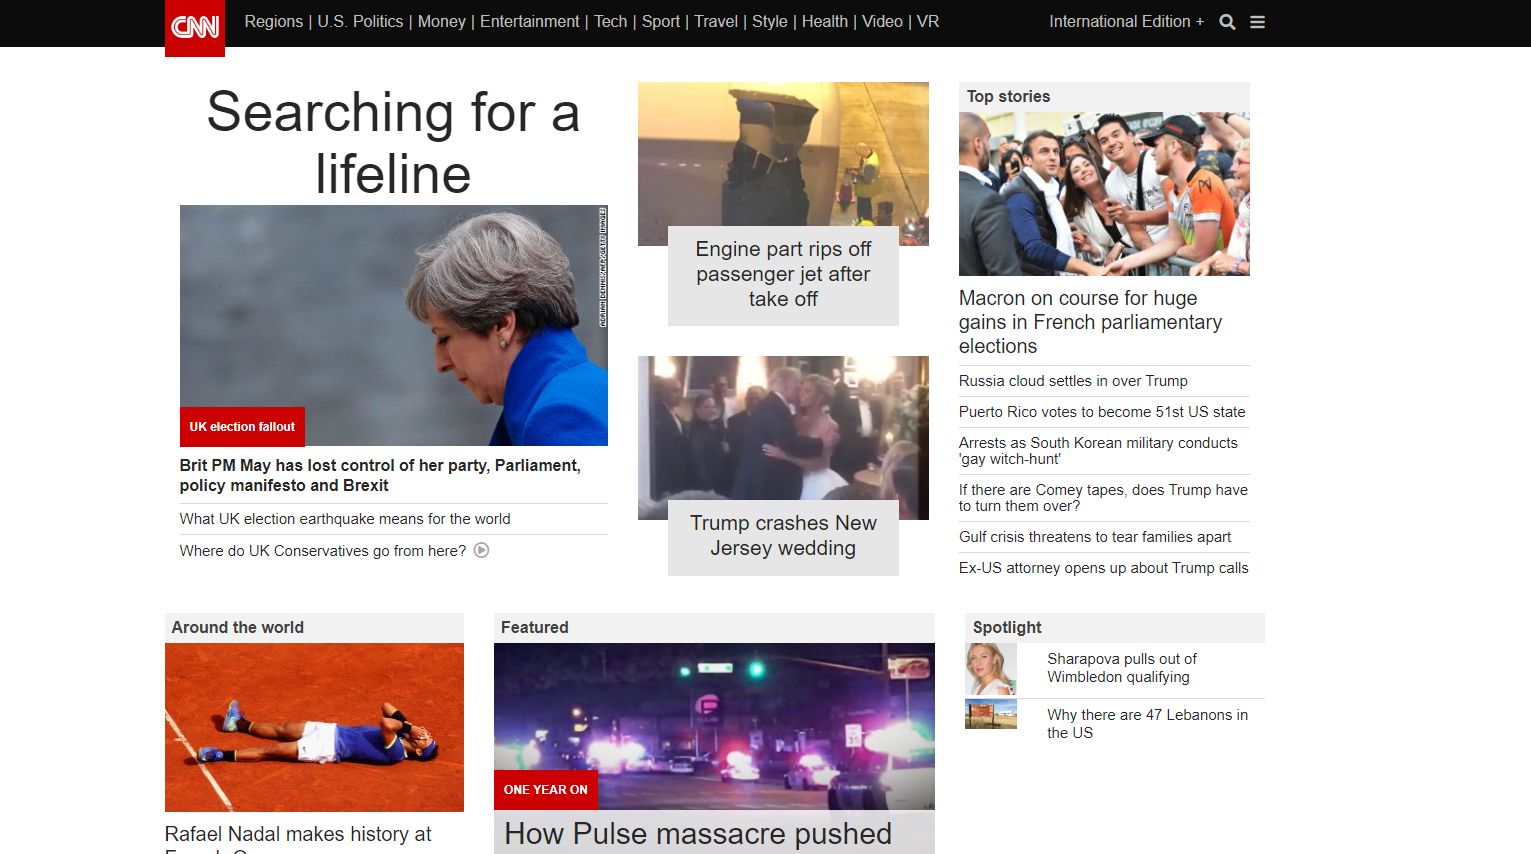 CNN
Regions | U.S. Politics | Money | Entertainment | Tech | Sport | Travel | Style | Health | Video | VR
International Edition +
Searching for a
lifeline
UK election fallout
Brit PM May has lost control of her party, Parliament,
policy manifesto and Brexit
What UK election earthquake means for the world
Where do UK Conservatives go from here?
Engine part rips off
passenger jet after
take off
Trump crashes New
Jersey wedding
Top stories
Macron on course for huge
gains in French parliamentary
elections
Russia cloud settles in over Trump
Puerto Rico votes to become 51st US state
Arrests as South Korean military conducts
'gay witch-hunt'
If there are Comey tapes, does Trump have
to turn them over?
Gulf crisis threatens to tear families apart
Ex-US attorney opens up about Trump calls
Around the world
Rafael Nadal makes history at
Featured
ONE YEAR ON
How Pulse massacre pushed
Spotlight
Sharapova pulls out of
Wimbledon qualifying
Why there are 47 Lebanons in
the US